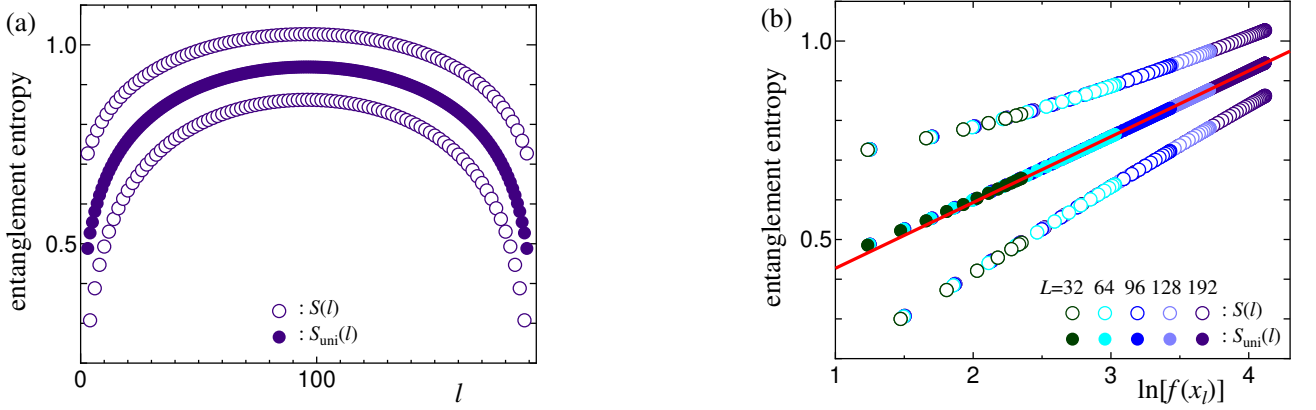 (a)
entanglement entropy
1.0
0.5
0
100
l
: S(l)
: S_uni(l)
(b)
entanglement entropy
1.0
0.5
1
2
3
4
ln[f(x_l)]
L=32 64 96 128 192
: S(l)
: S_uni(l)